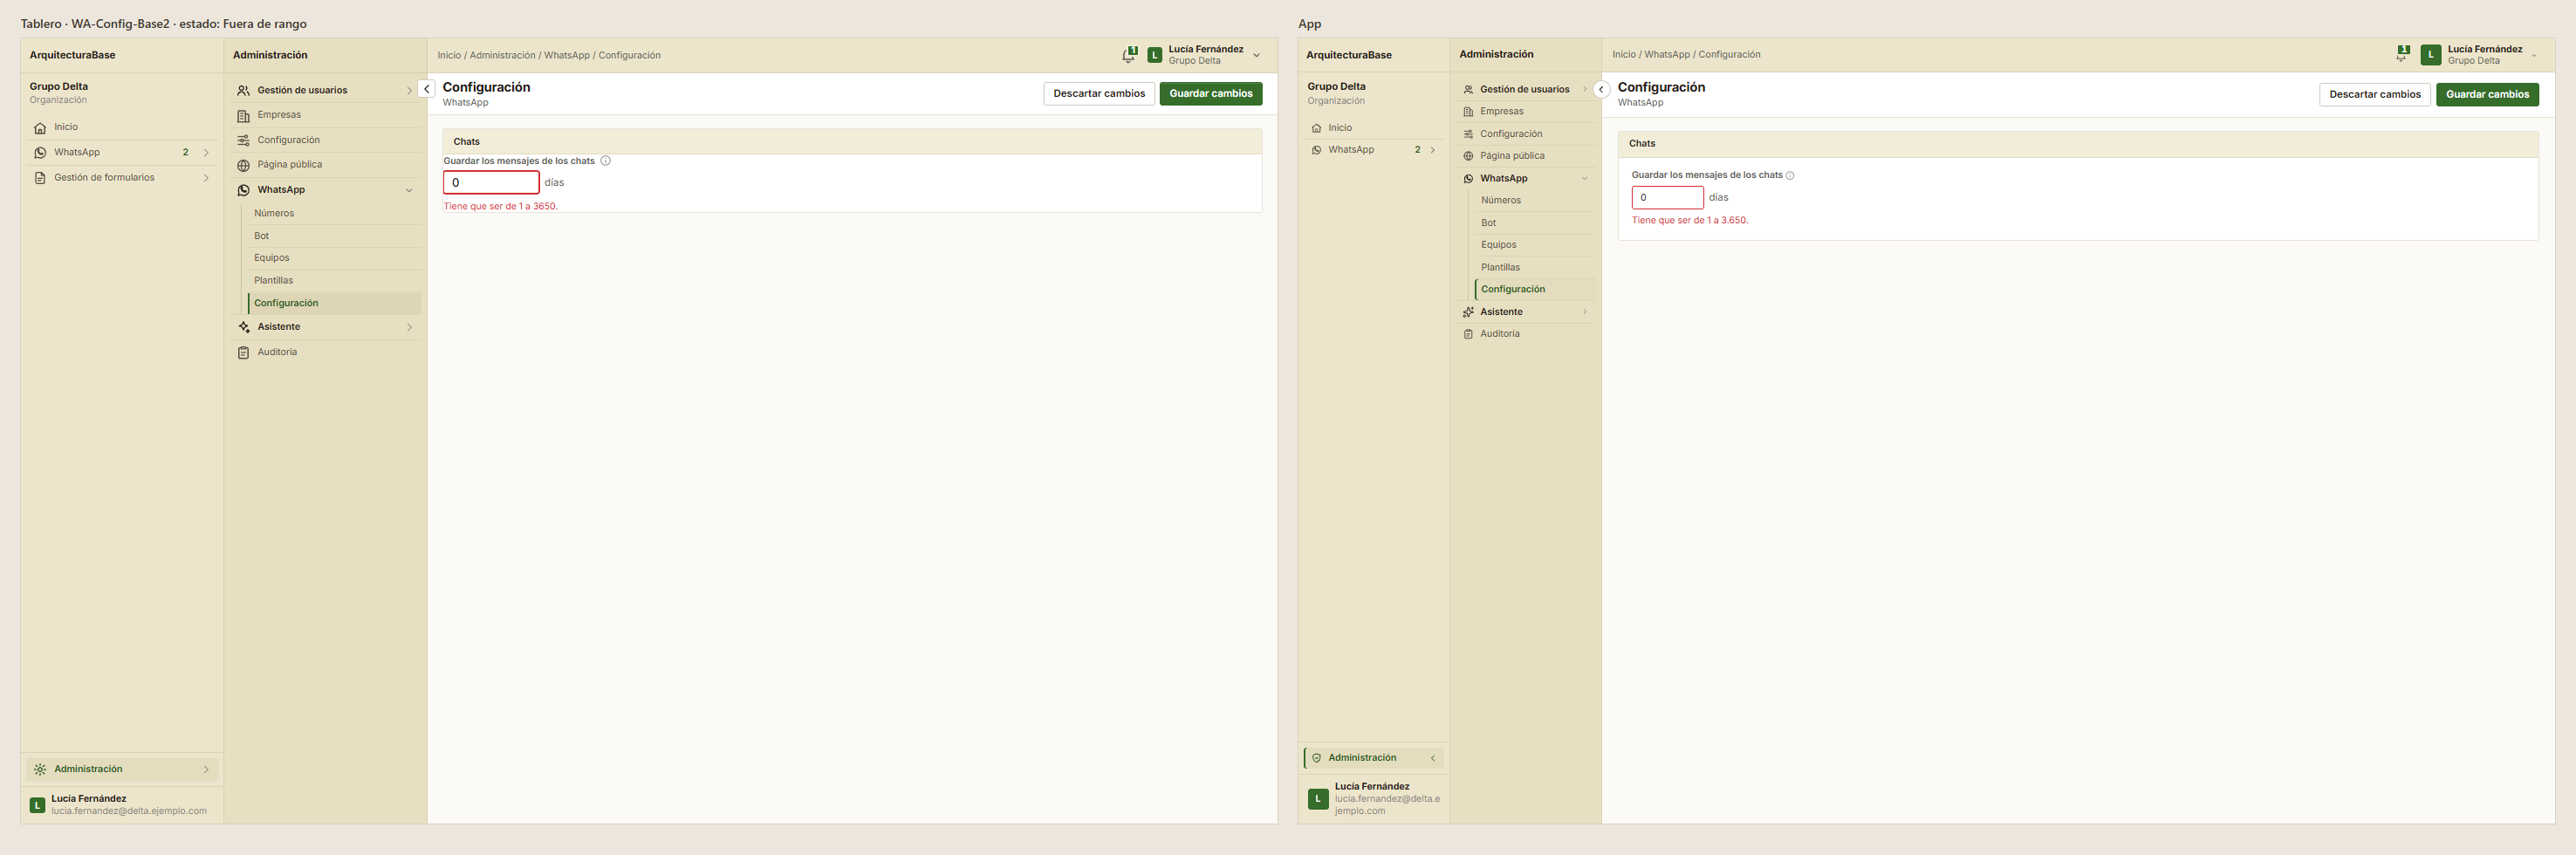 Tablero · WA-Config-Base2 · estado: Fuera de rango
ArquitecturaBase
Grupo Delta
Organización
Inicio
WhatsApp 2
Gestión de formularios
Administración
Lucía Fernández
lucia.fernandez@delta.ejemplo.com
Administración
Gestión de usuarios
Empresas
Configuración
Página pública
WhatsApp
Números
Bot
Equipos
Plantillas
Configuración
Asistente
Auditoría
Inicio / Administración / WhatsApp / Configuración
1
L
Lucía Fernández
Grupo Delta
Configuración
WhatsApp
Descartar cambios
Guardar cambios
Chats
Guardar los mensajes de los chats
0 días
Tiene que ser de 1 a 3650.
L
App
ArquitecturaBase
Grupo Delta
Organización
Inicio
WhatsApp 2
Administración
L
Lucía Fernández
lucia.fernandez@delta.e
jemplo.com
Administración
Gestión de usuarios
Empresas
Configuración
Página pública
WhatsApp
Números
Bot
Equipos
Plantillas
Configuración
Asistente
Auditoría
Inicio / WhatsApp / Configuración
1
L
Lucía Fernández
Grupo Delta
Configuración
WhatsApp
Descartar cambios
Guardar cambios
Chats
Guardar los mensajes de los chats
0 días
Tiene que ser de 1 a 3.650.